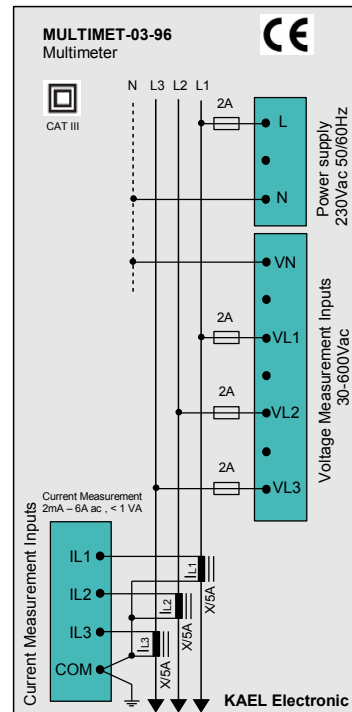 MULTIMET-03-96
Multimeter
CE
CAT III
N L3 L2 L1
2A
L
N
Power supply
230Vac 50/60Hz
VN
2A
VL1
2A
VL2
2A
VL3
Voltage Measurement Inputs
30-600Vac
Current Measurement
2mA – 6A ac , < 1 VA
Current Measurement Inputs
IL1
IL2
IL3
COM
IL1
X/5A
IL2
X/5A
IL3
X/5A
KAEL Electronic